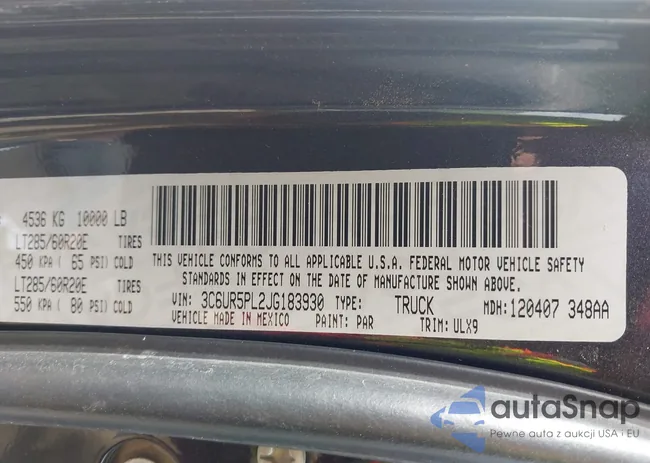 4536 KG 10000 LB
LT285/60R20E TIRES
450 KPA ( 65 PSI) COLD
LT285/60R20E TIRES
550 KPA ( 80 PSI) COLD
THIS VEHICLE CONFORMS TO ALL APPLICABLE U.S.A. FEDERAL MOTOR VEHICLE SAFETY
STANDARDS IN EFFECT ON THE DATE OF MANUFACTURE SHOWN ABOVE.
VIN: 3C6UR5PL2JG183930 TYPE: TRUCK MDH: 120407 348AA
VEHICLE MADE IN MEXICO PAINT: PAR TRIM: ULX9
autoSnap
Pewne auta z aukcji USA i EU